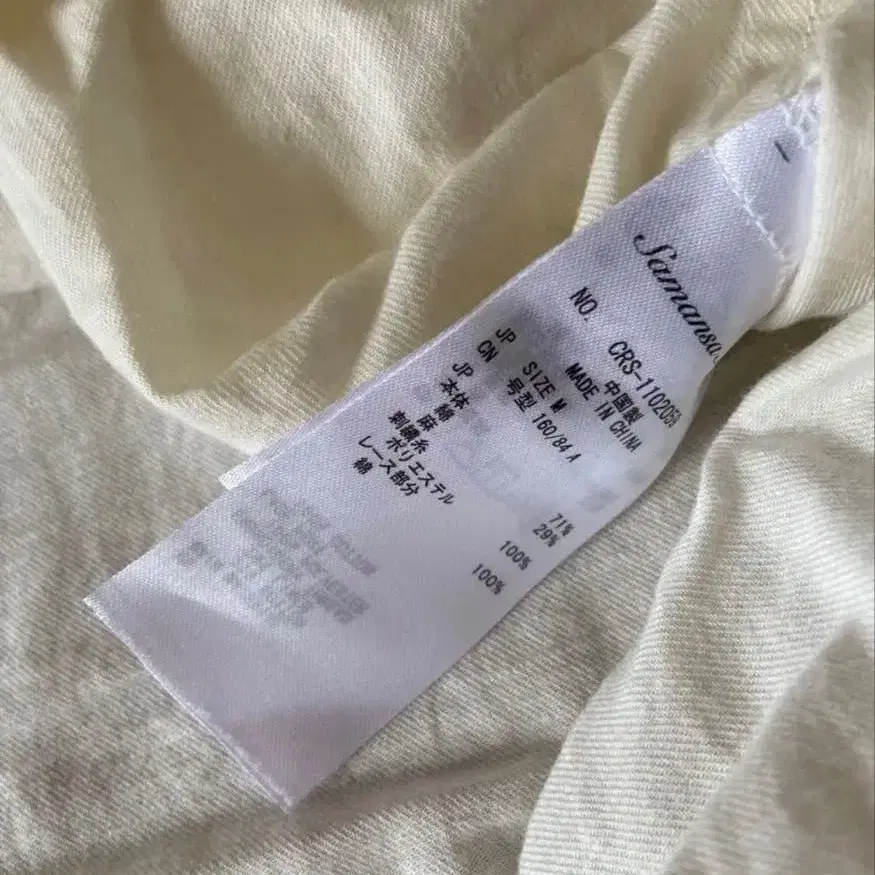 Samansa
NO. CRS-1102059
中国製
MADE IN CHINA
JP SIZE M
CN 号型 160/84 A
JP
本体 綿 71%
麻 29%
刺繍糸
ポリエステル 100%
レース部分
綿 100%